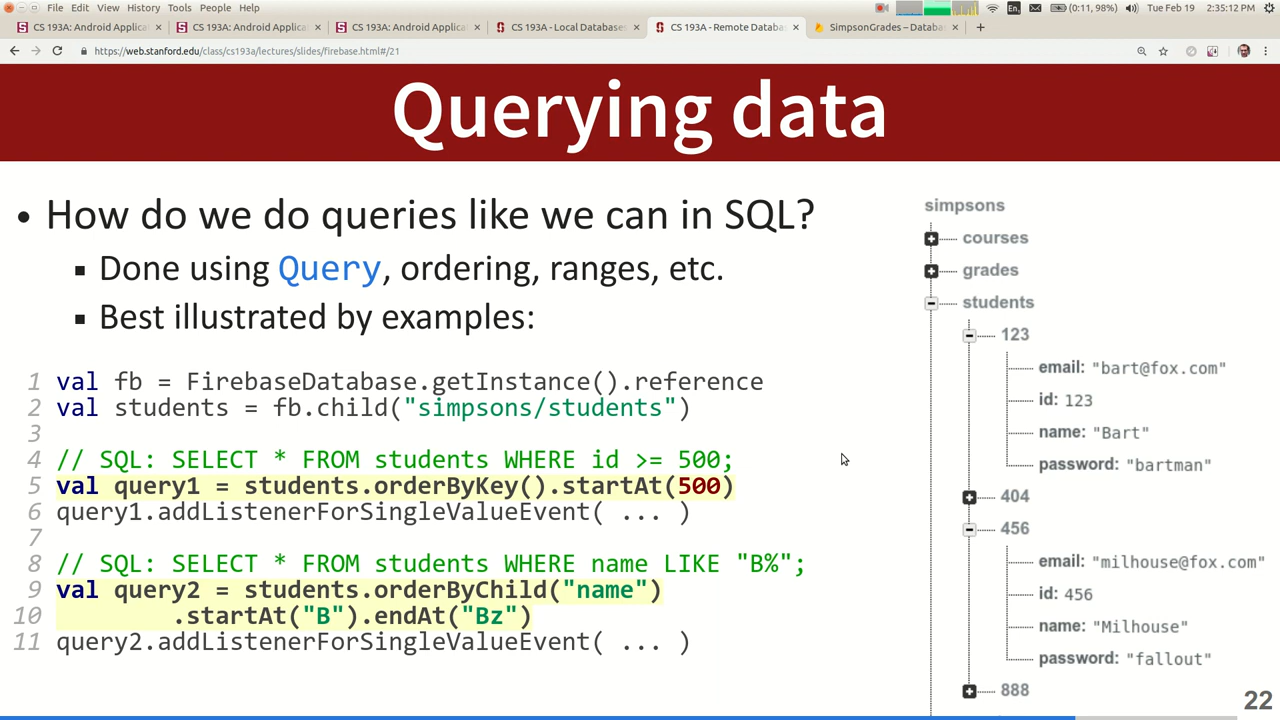 File Edit View History Tools People Help
En
(0:11, 98%)
Tue Feb 19 2:35:12 PM
CS 193A: Android Applicat
CS 193A: Android Applicat
CS 193A: Android Applicat
CS 193A - Local Databases
CS 193A - Remote Databas
SimpsonGrades – Databa
https://web.stanford.edu/class/cs193a/lectures/slides/firebase.html#/21
Querying data
• How do we do queries like we can in SQL?
▪ Done using Query, ordering, ranges, etc.
▪ Best illustrated by examples:
1 val fb = FirebaseDatabase.getInstance().reference
2 val students = fb.child("simpsons/students")
3
4 // SQL: SELECT * FROM students WHERE id >= 500;
5 val query1 = students.orderByKey().startAt(500)
6 query1.addListenerForSingleValueEvent( ... )
7
8 // SQL: SELECT * FROM students WHERE name LIKE "B%";
9 val query2 = students.orderByChild("name")
10 .startAt("B").endAt("Bz")
11 query2.addListenerForSingleValueEvent( ... )
simpsons
courses
grades
students
123
email: "bart@fox.com"
id: 123
name: "Bart"
password: "bartman"
404
456
email: "milhouse@fox.com"
id: 456
name: "Milhouse"
password: "fallout"
888
22